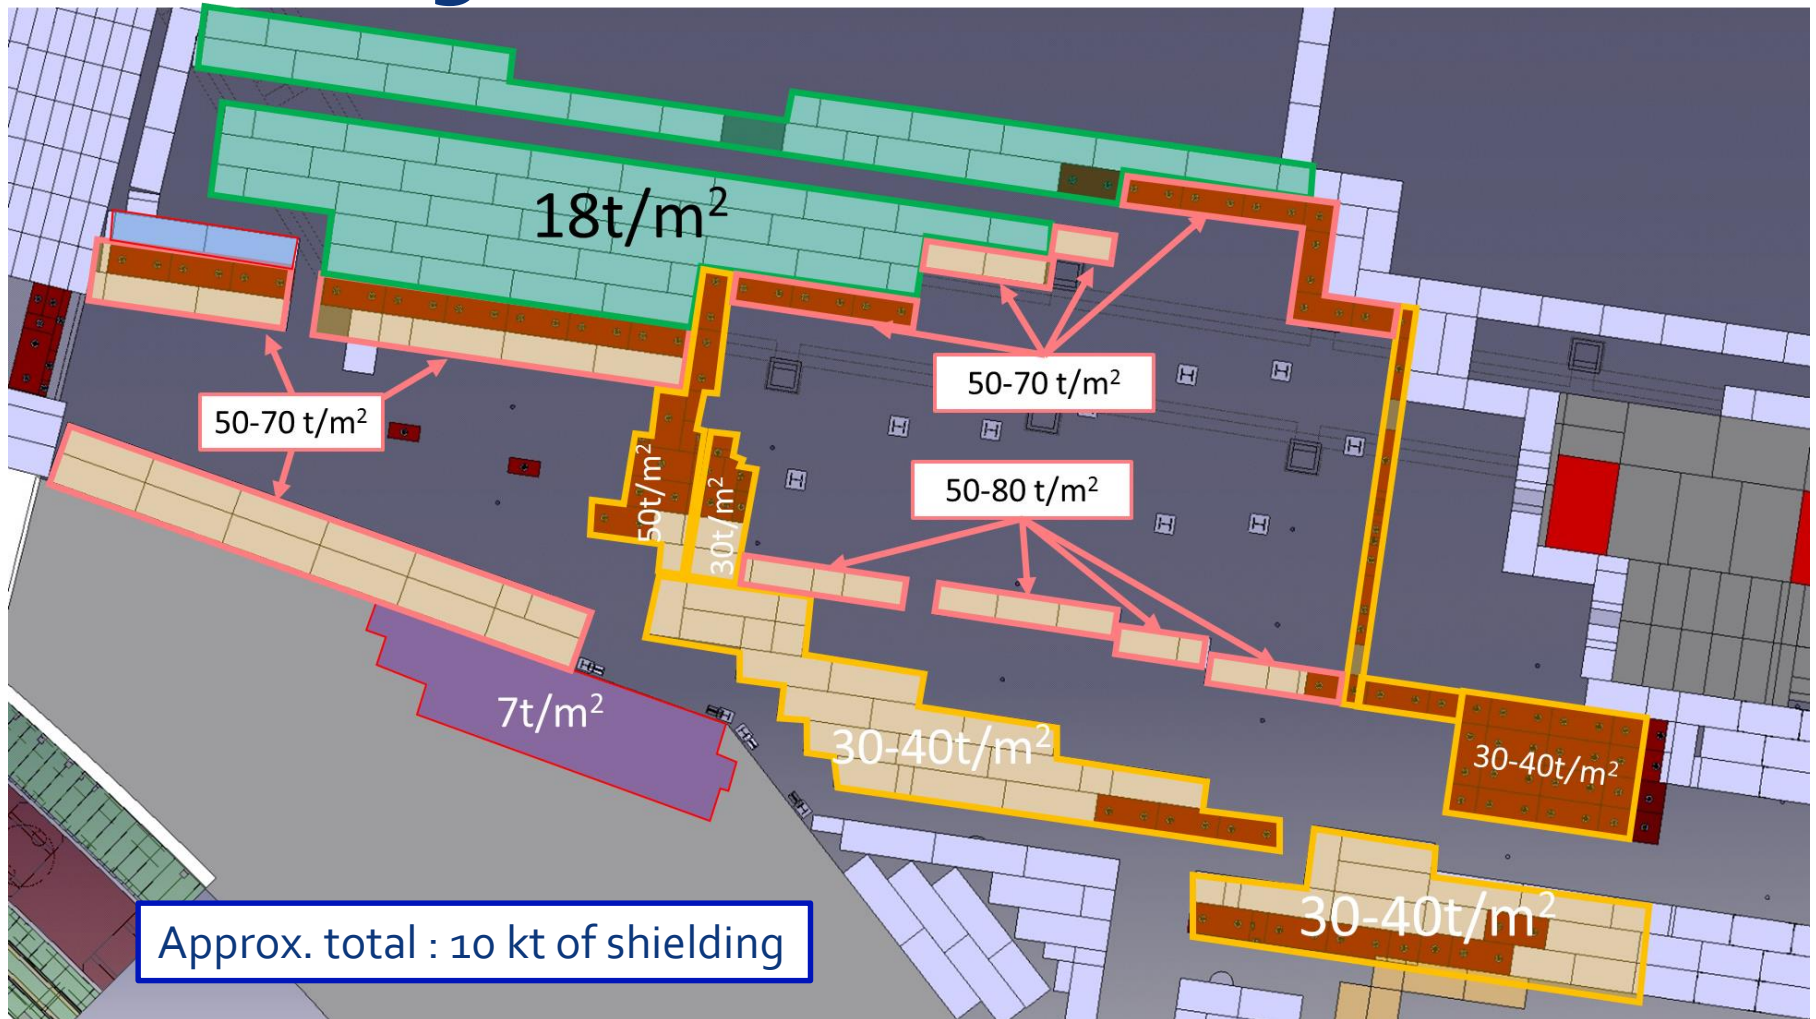 18t/m²
50-70 t/m²
50-70 t/m²
50t/m²
30t/m²
50-80 t/m²
7t/m²
30-40t/m²
30-40t/m²
30-40t/m²
Approx. total : 10 kt of shielding